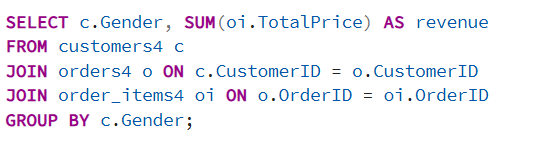 SELECT c.Gender, SUM(oi.TotalPrice) AS revenue
FROM customers4 c
JOIN orders4 o ON c.CustomerID = o.CustomerID
JOIN order_items4 oi ON o.OrderID = oi.OrderID
GROUP BY c.Gender;